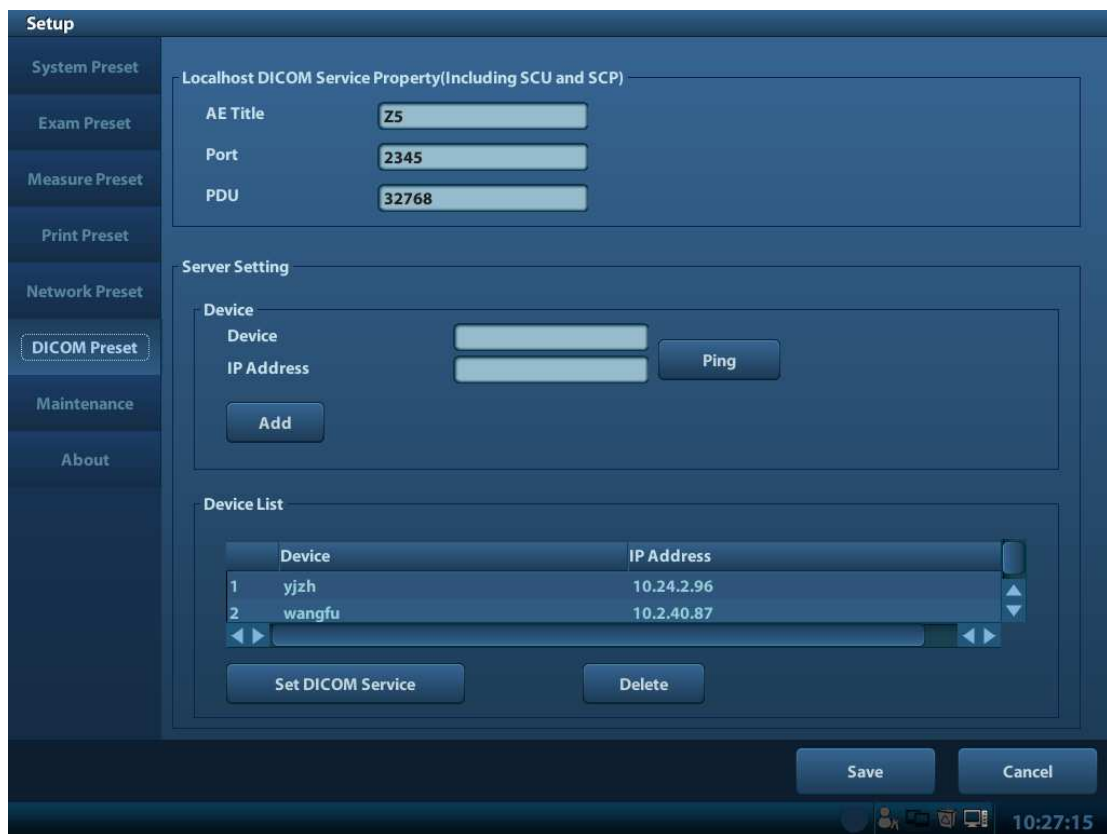 Setup
System Preset
Exam Preset
Measure Preset
Print Preset
Network Preset
DICOM Preset
Maintenance
About
Localhost DICOM Service Property(Including SCU and SCP)
AE Title Z5
Port 2345
PDU 32768
Server Setting
Device
Device
IP Address
Ping
Add
Device List
Device IP Address
1 yjzh 10.24.2.96
2 wangfu 10.2.40.87
Set DICOM Service Delete
Save Cancel
10:27:15